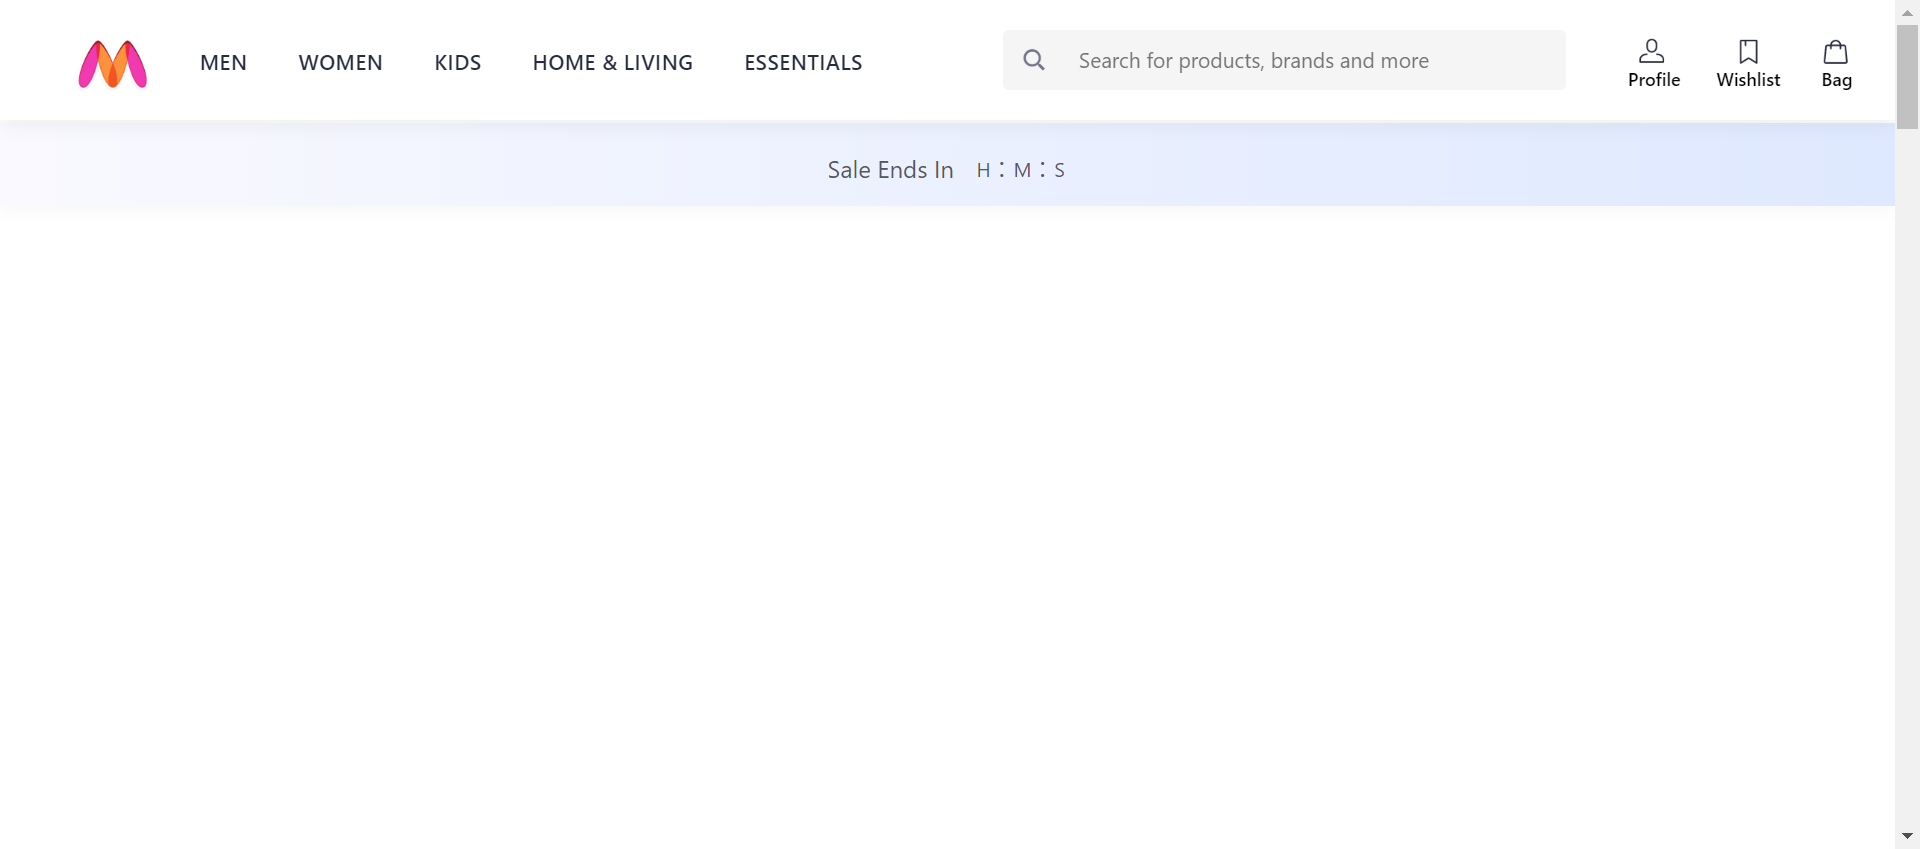 MEN WOMEN KIDS HOME & LIVING ESSENTIALS Search for products, brands and more
Profile Wishlist Bag
Sale Ends In H : M : S